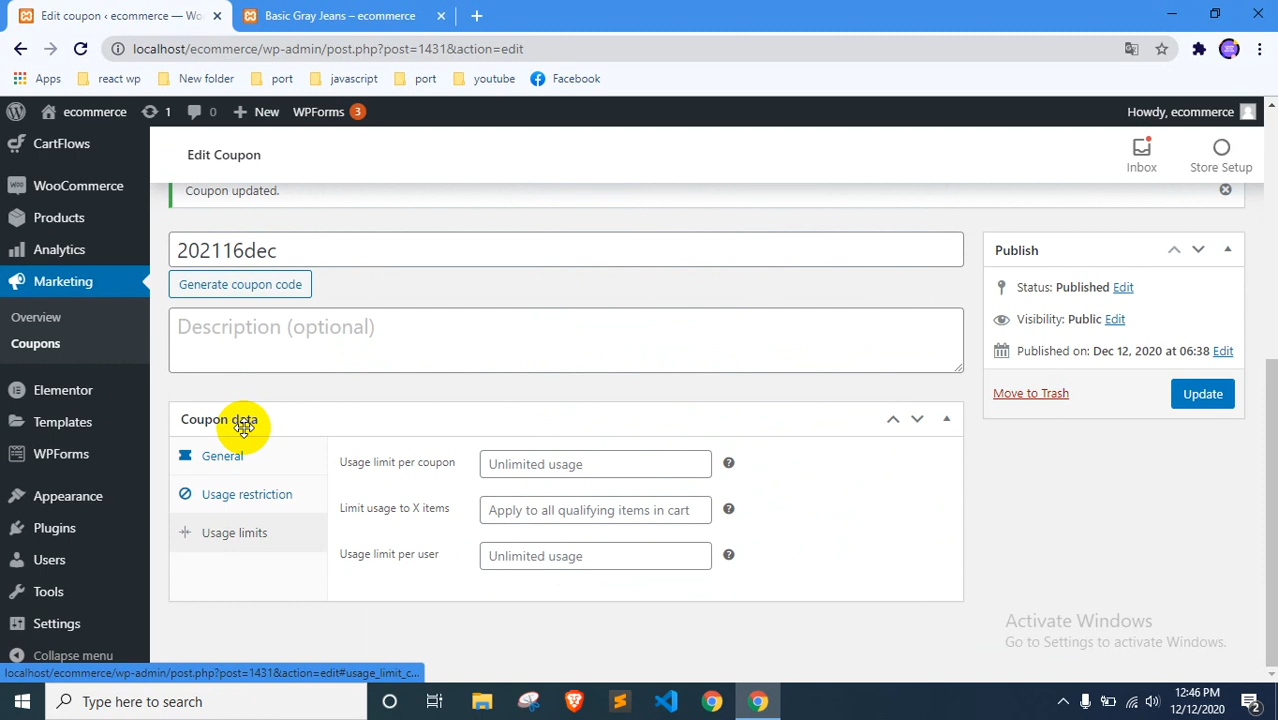 Edit coupon ‹ ecommerce — Wo
Basic Gray Jeans – ecommerce
localhost/ecommerce/wp-admin/post.php?post=1431&action=edit
Apps
react wp
New folder
port
javascript
port
youtube
Facebook
ecommerce
1
0
New
WPForms 3
Howdy, ecommerce
CartFlows
WooCommerce
Products
Analytics
Marketing
Overview
Coupons
Elementor
Templates
WPForms
Appearance
Plugins
Users
Tools
Settings
Collapse menu
Edit Coupon
Inbox
Store Setup
Coupon updated.
202116dec
Generate coupon code
Description (optional)
Publish
Status: Published Edit
Visibility: Public Edit
Published on: Dec 12, 2020 at 06:38 Edit
Move to Trash
Update
Coupon data
General
Usage restriction
Usage limits
Usage limit per coupon
Unlimited usage
Limit usage to X items
Apply to all qualifying items in cart
Usage limit per user
Unlimited usage
Activate Windows
Go to Settings to activate Windows.
localhost/ecommerce/wp-admin/post.php?post=1431&action=edit#usage_limit_c...
Type here to search
12:46 PM
12/12/2020
2